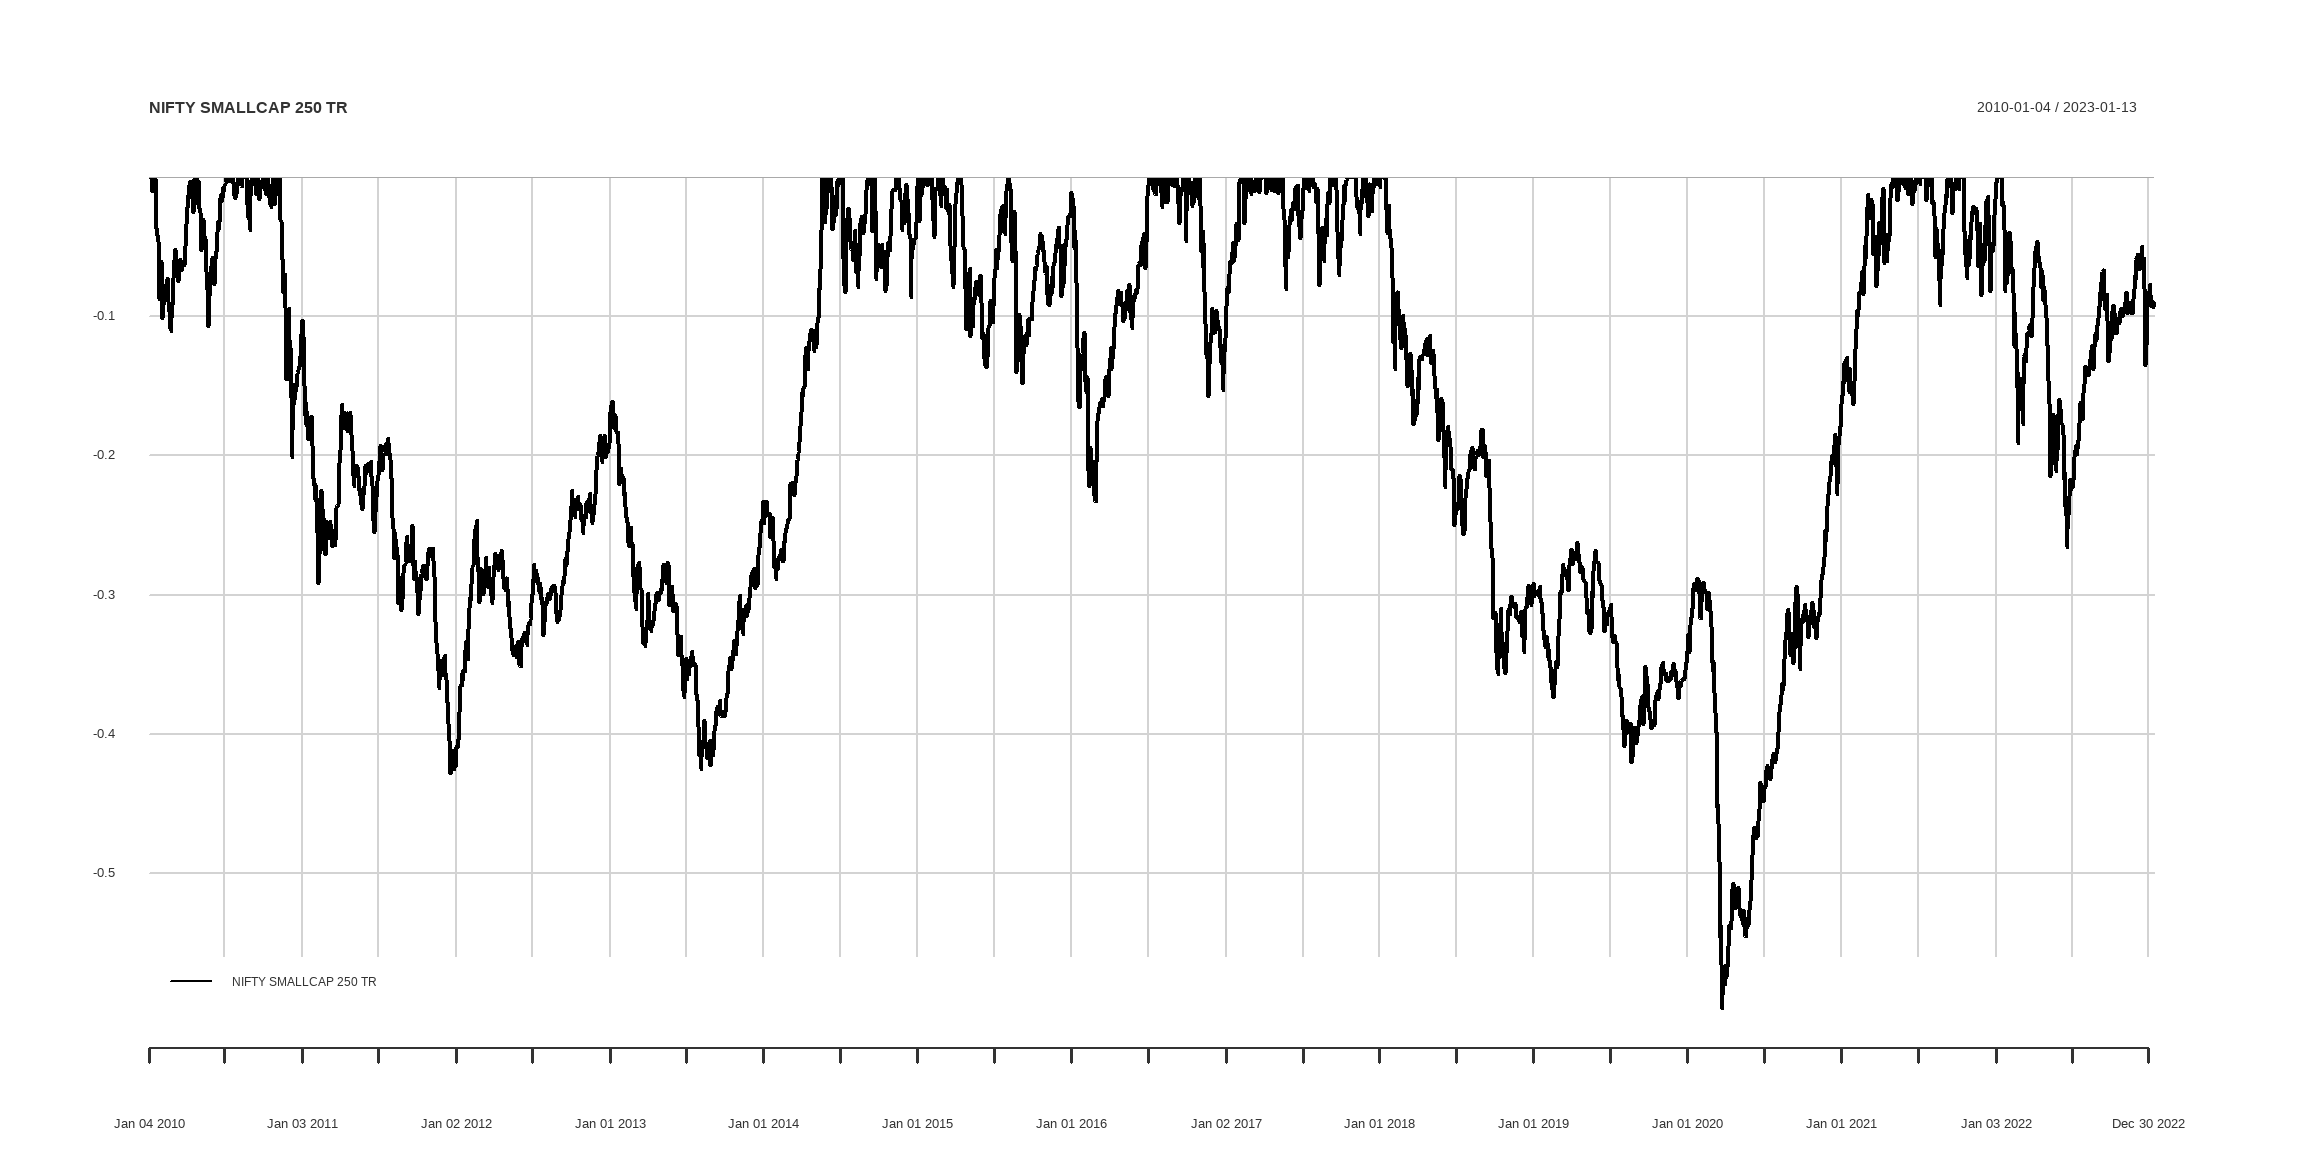 NIFTY SMALLCAP 250 TR
2010-01-04 / 2023-01-13
-0.1
-0.2
-0.3
-0.4
-0.5
NIFTY SMALLCAP 250 TR
Jan 04 2010 Jan 03 2011 Jan 02 2012 Jan 01 2013 Jan 01 2014 Jan 01 2015 Jan 01 2016 Jan 02 2017 Jan 01 2018 Jan 01 2019 Jan 01 2020 Jan 01 2021 Jan 03 2022 Dec 30 2022